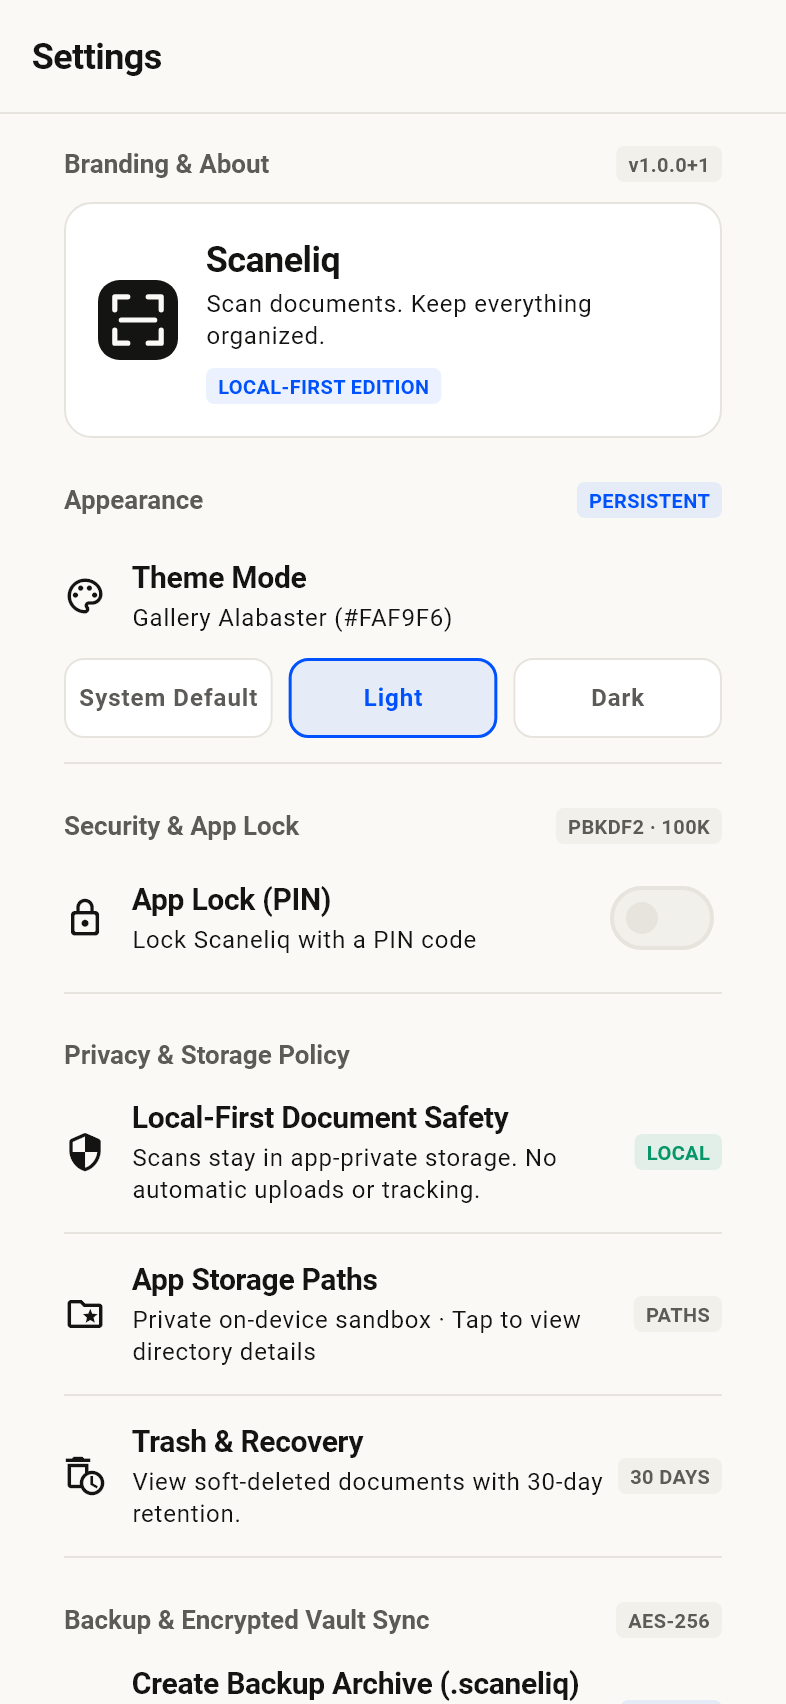 Settings
Branding & About
v1.0.0+1
Scaneliq
Scan documents. Keep everything
organized.
LOCAL-FIRST EDITION
Appearance
PERSISTENT
Theme Mode
Gallery Alabaster (#FAF9F6)
System Default
Light
Dark
Security & App Lock
PBKDF2 · 100K
App Lock (PIN)
Lock Scaneliq with a PIN code
Privacy & Storage Policy
Local-First Document Safety
Scans stay in app-private storage. No
automatic uploads or tracking.
LOCAL
App Storage Paths
Private on-device sandbox · Tap to view
directory details
PATHS
Trash & Recovery
View soft-deleted documents with 30-day
retention.
30 DAYS
Backup & Encrypted Vault Sync
AES-256
Create Backup Archive (.scaneliq)